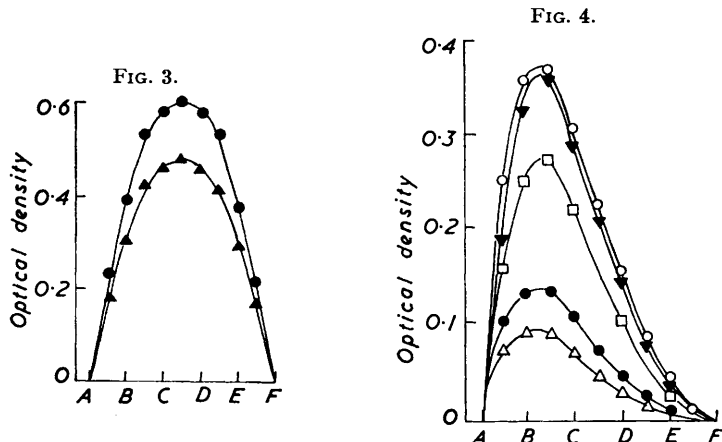 FIG. 3.
Optical density
0·6
0·4
0·2
0
A B C D E F
FIG. 4.
Optical density
0·4
0·3
0·2
0·1
0
A B C D E F